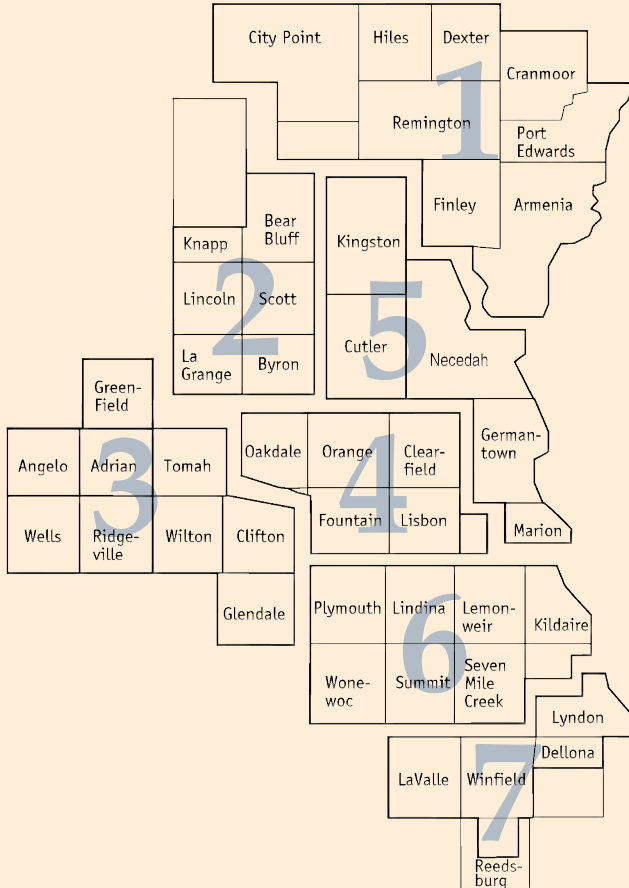 City Point
Hiles
Dexter
Cranmoor
1
Remington
Port
Edwards
Finley
Armenia
Bear
Bluff
Knapp
2
Lincoln
Scott
La
Grange
Byron
Kingston
5
Cutler
Necedah
German-
town
Marion
Green-
Field
3
Angelo
Adrian
Tomah
Wells
Ridge-
ville
Wilton
Clifton
Glendale
4
Oakdale
Orange
Clear-
field
Fountain
Lisbon
6
Plymouth
Lindina
Lemon-
weir
Kildaire
Wone-
woc
Summit
Seven
Mile
Creek
Lyndon
7
Dellona
LaValle
Winfield
Reeds-
burg